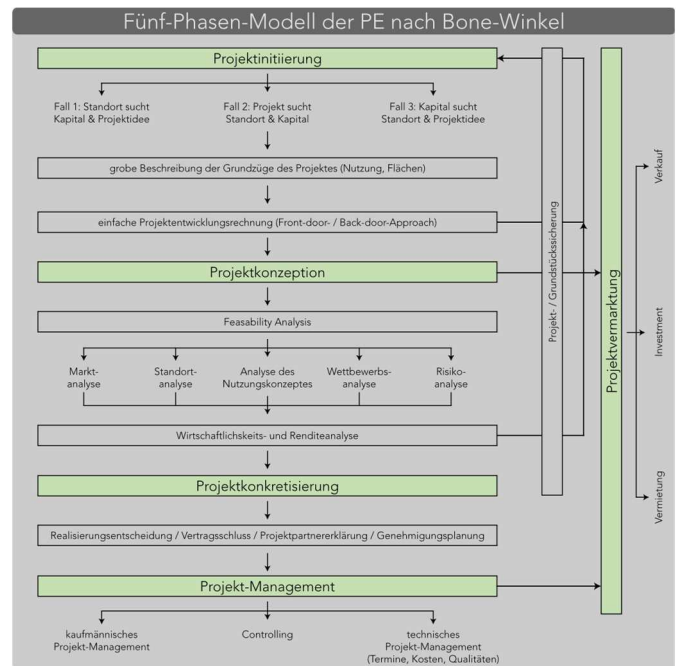 Fünf-Phasen-Modell der PE nach Bone-Winkel
Projektinitiierung
Fall 1: Standort sucht
Kapital & Projektidee
Fall 2: Projekt sucht
Standort & Kapital
Fall 3: Kapital sucht
Standort & Projektidee
grobe Beschreibung der Grundzüge des Projektes (Nutzung, Flächen)
einfache Projektentwicklungsrechnung (Front-door- / Back-door-Approach)
Projektkonzeption
Feasability Analysis
Markt-
analyse
Standort-
analyse
Analyse des
Nutzungskonzeptes
Wettbewerbs-
analyse
Risiko-
analyse
Wirtschaftlichskeits- und Renditeanalyse
Projektkonkretisierung
Realisierungsentscheidung / Vertragsschluss / Projektpartnererklärung / Genehmigungsplanung
Projekt-Management
kaufmännisches
Projekt-Management
Controlling
technisches
Projekt-Management
(Termine, Kosten, Qualitäten)
Projekt- / Grundstückssicherung
Projektvermarktung
Verkauf
Investment
Vermietung